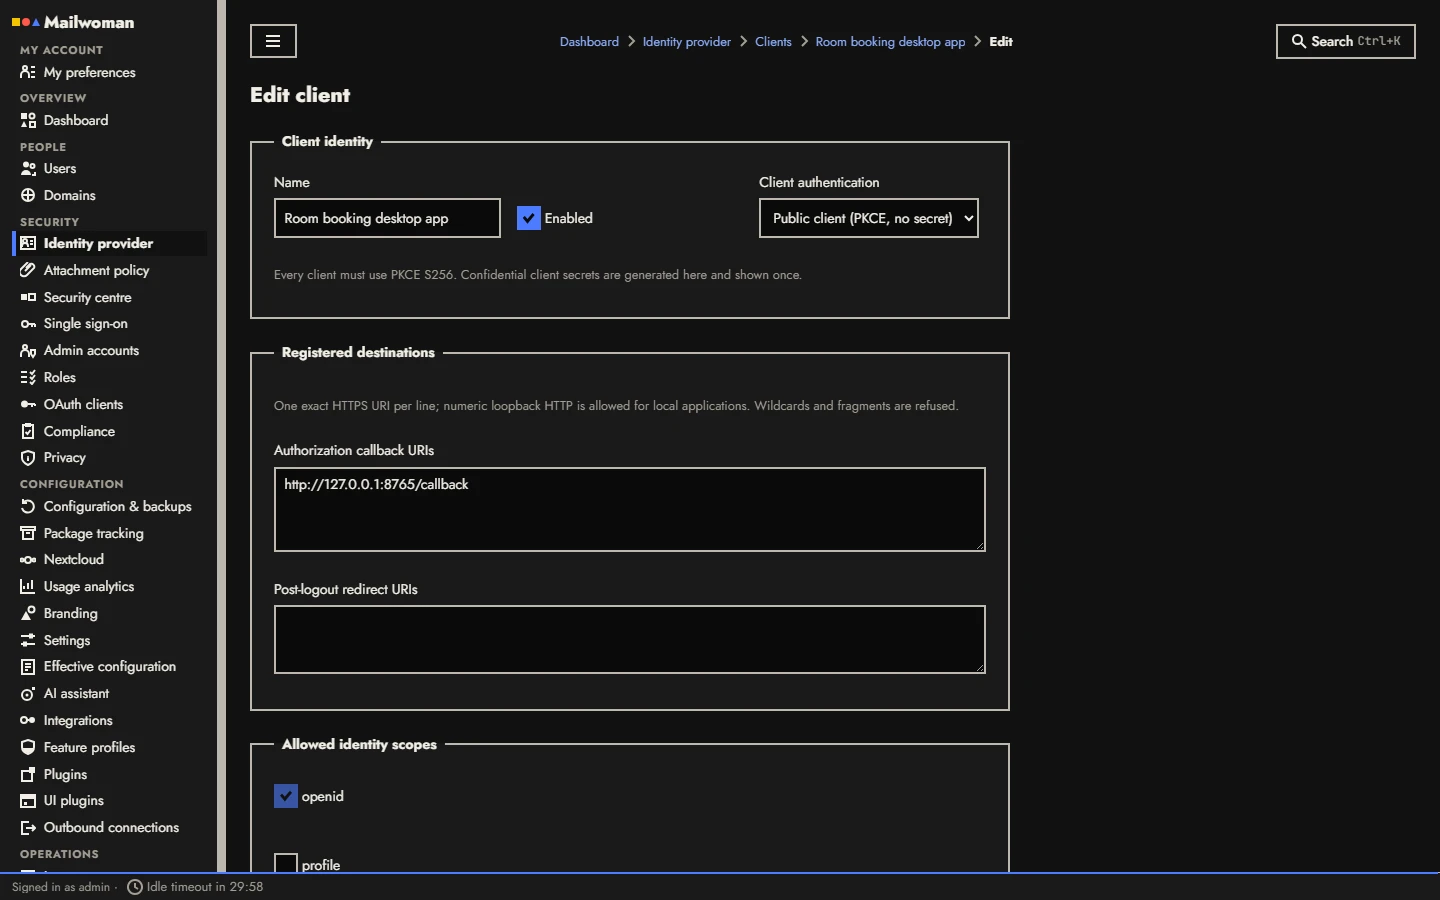 Mailwoman
MY ACCOUNT
My preferences
OVERVIEW
Dashboard
PEOPLE
Users
Domains
SECURITY
Identity provider
Attachment policy
Security centre
Single sign-on
Admin accounts
Roles
OAuth clients
Compliance
Privacy
CONFIGURATION
Configuration & backups
Package tracking
Nextcloud
Usage analytics
Branding
Settings
Effective configuration
AI assistant
Integrations
Feature profiles
Plugins
UI plugins
Outbound connections
OPERATIONS
Dashboard > Identity provider > Clients > Room booking desktop app > Edit
Search Ctrl+K
Edit client
Client identity
Name
Client authentication
Room booking desktop app
Enabled
Public client (PKCE, no secret)
Every client must use PKCE S256. Confidential client secrets are generated here and shown once.
Registered destinations
One exact HTTPS URI per line; numeric loopback HTTP is allowed for local applications. Wildcards and fragments are refused.
Authorization callback URIs
http://127.0.0.1:8765/callback
Post-logout redirect URIs
Allowed identity scopes
openid
profile
Signed in as admin · Idle timeout in 29:58